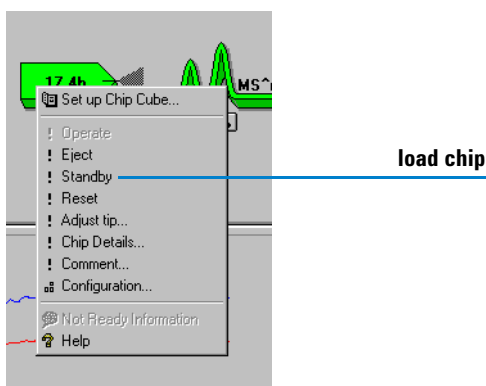 17.4h
MS^
Set up Chip Cube...
Operate
Eject
Standby
load chip
Reset
Adjust tip...
Chip Details...
Comment...
Configuration...
Not Ready Information
Help